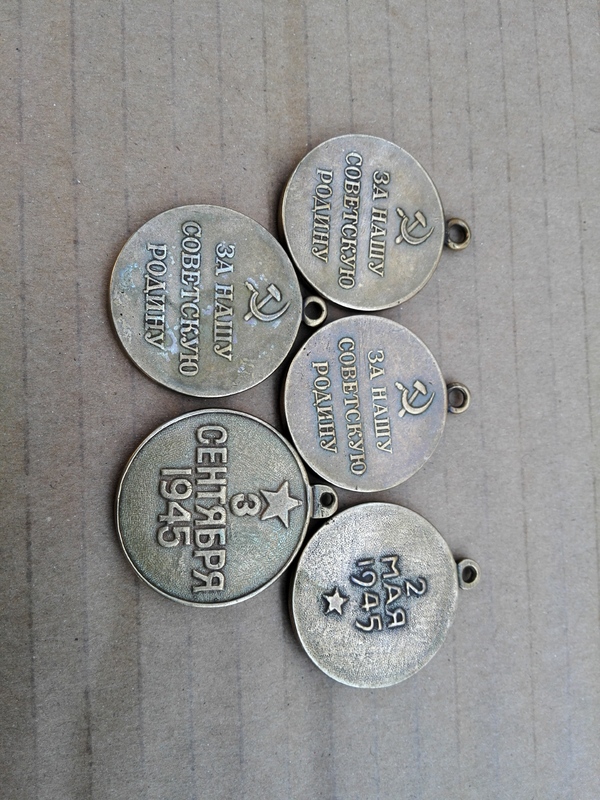 ЗА НАШУ
СОВЕТСКУЮ
РОДИНУ
ЗА НАШУ
СОВЕТСКУЮ
РОДИНУ
ЗА НАШУ
СОВЕТСКУЮ
РОДИНУ
3
СЕНТЯБРЯ
1945
2
МАЯ
1945